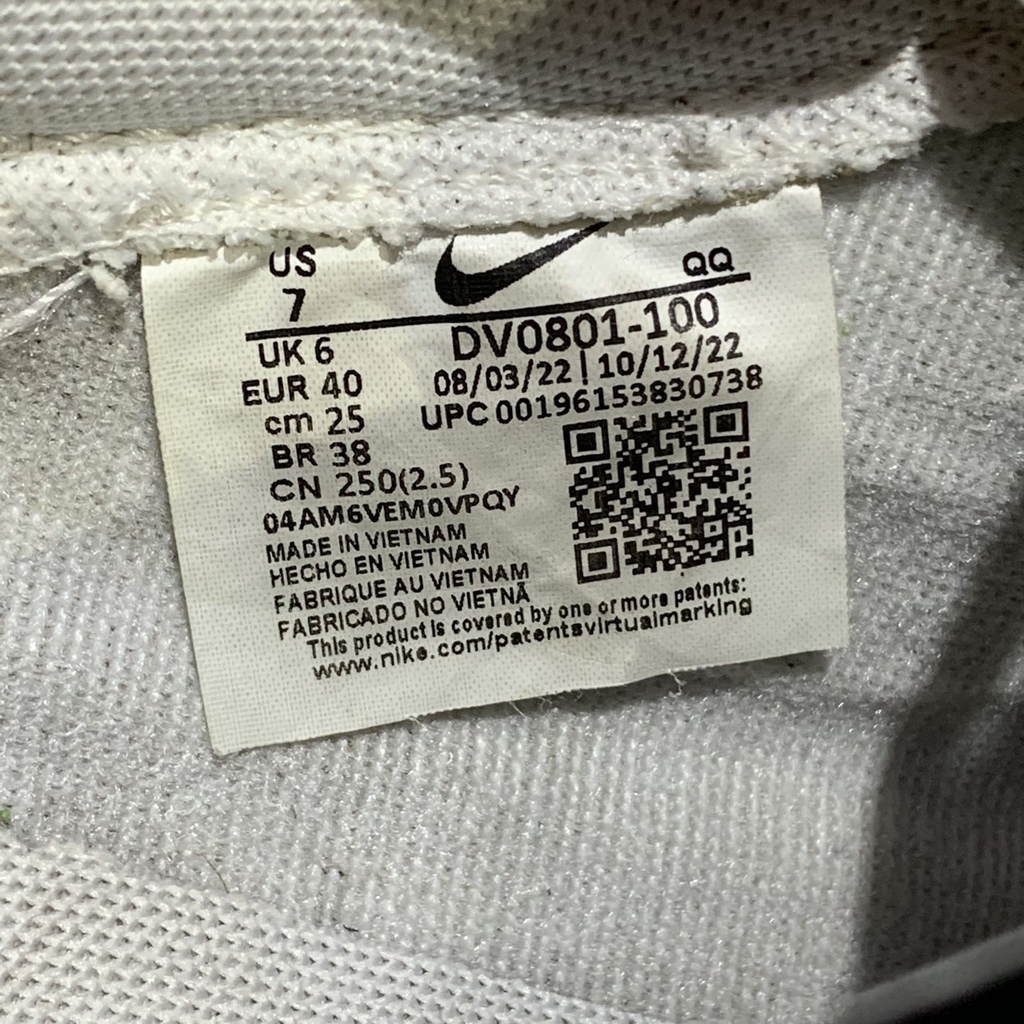 US
7
QQ
DV0801-100
08/03/22 | 10/12/22
UPC 00196153830738
UK 6
EUR 40
cm 25
BR 38
CN 250(2.5)
04AM6VEM0VPQY
MADE IN VIETNAM
HECHO EN VIETNAM
FABRIQUE AU VIETNAM
FABRICADO NO VIETNÃ
This product is covered by one or more patents:
www.nike.com/patentsvirtualmarking